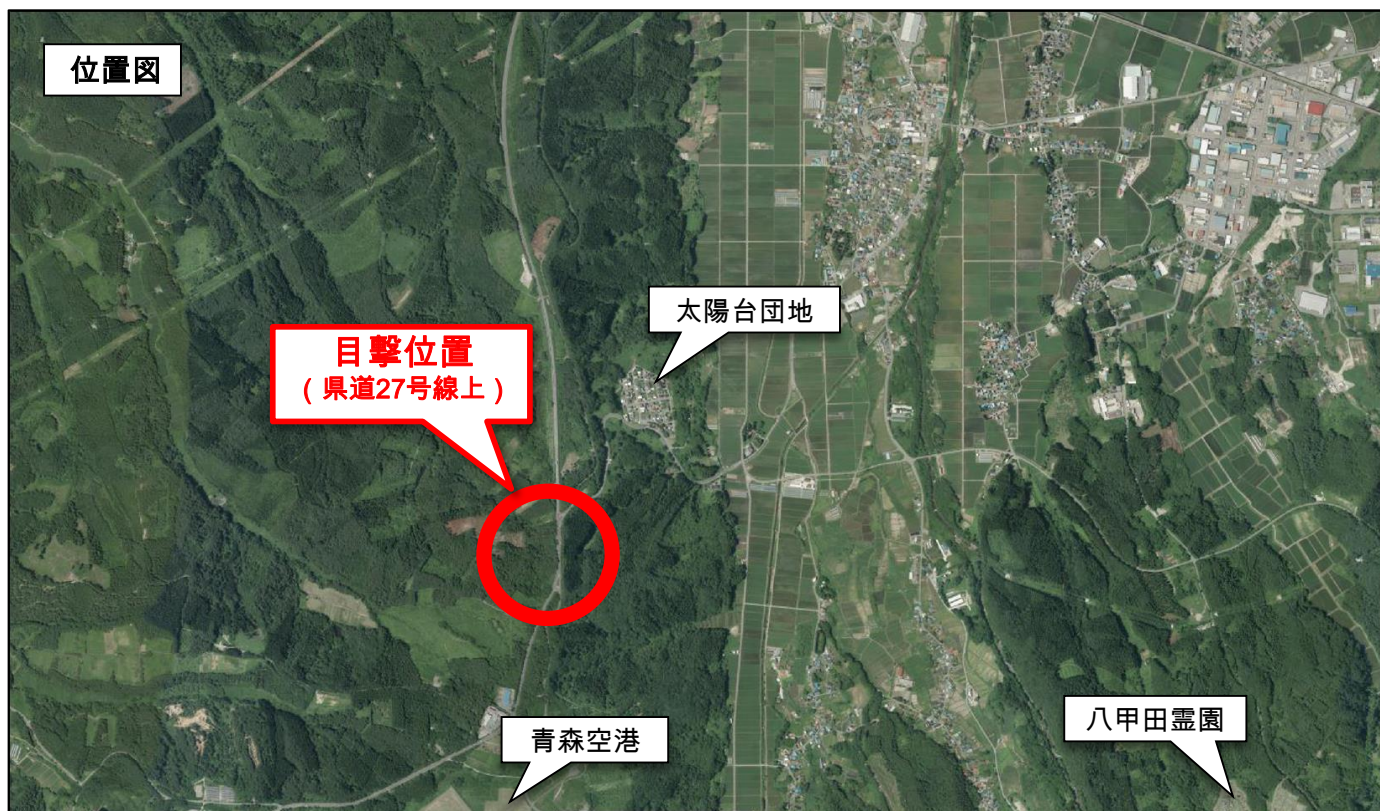 位置図
太陽台団地
目撃位置
(県道27号線上)
青森空港
八甲田霊園